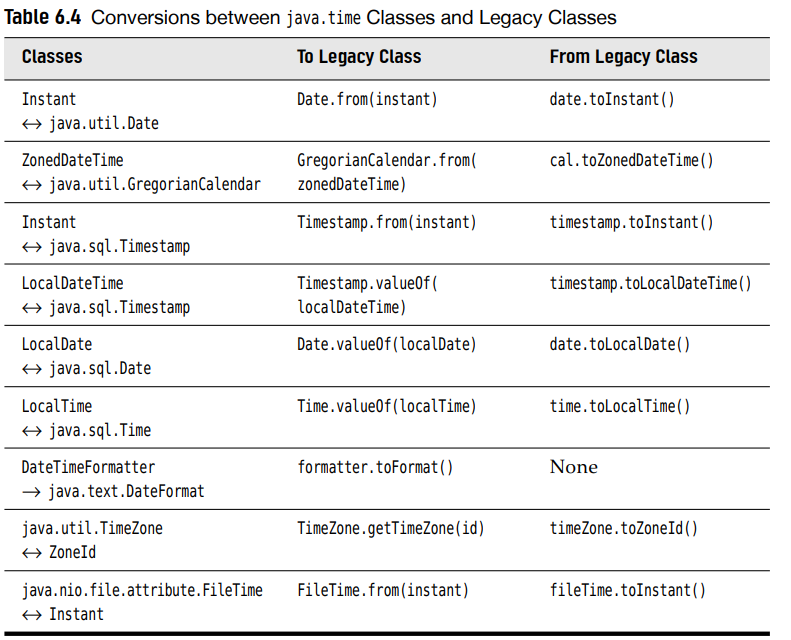 Table 6.4 Conversions between java.time Classes and Legacy Classes
Classes To Legacy Class From Legacy Class
Instant Date.from(instant) date.toInstant()
↔ java.util.Date
ZonedDateTime GregorianCalendar.from( cal.toZonedDateTime()
↔ java.util.GregorianCalendar zonedDateTime)
Instant Timestamp.from(instant) timestamp.toInstant()
↔ java.sql.Timestamp
LocalDateTime Timestamp.valueOf( timestamp.toLocalDateTime()
↔ java.sql.Timestamp localDateTime)
LocalDate Date.valueOf(localDate) date.toLocalDate()
↔ java.sql.Date
LocalTime Time.valueOf(localTime) time.toLocalTime()
↔ java.sql.Time
DateTimeFormatter formatter.toFormat() None
→ java.text.DateFormat
java.util.TimeZone TimeZone.getTimeZone(id) timeZone.toZoneId()
↔ ZoneId
java.nio.file.attribute.FileTime FileTime.from(instant) fileTime.toInstant()
↔ Instant